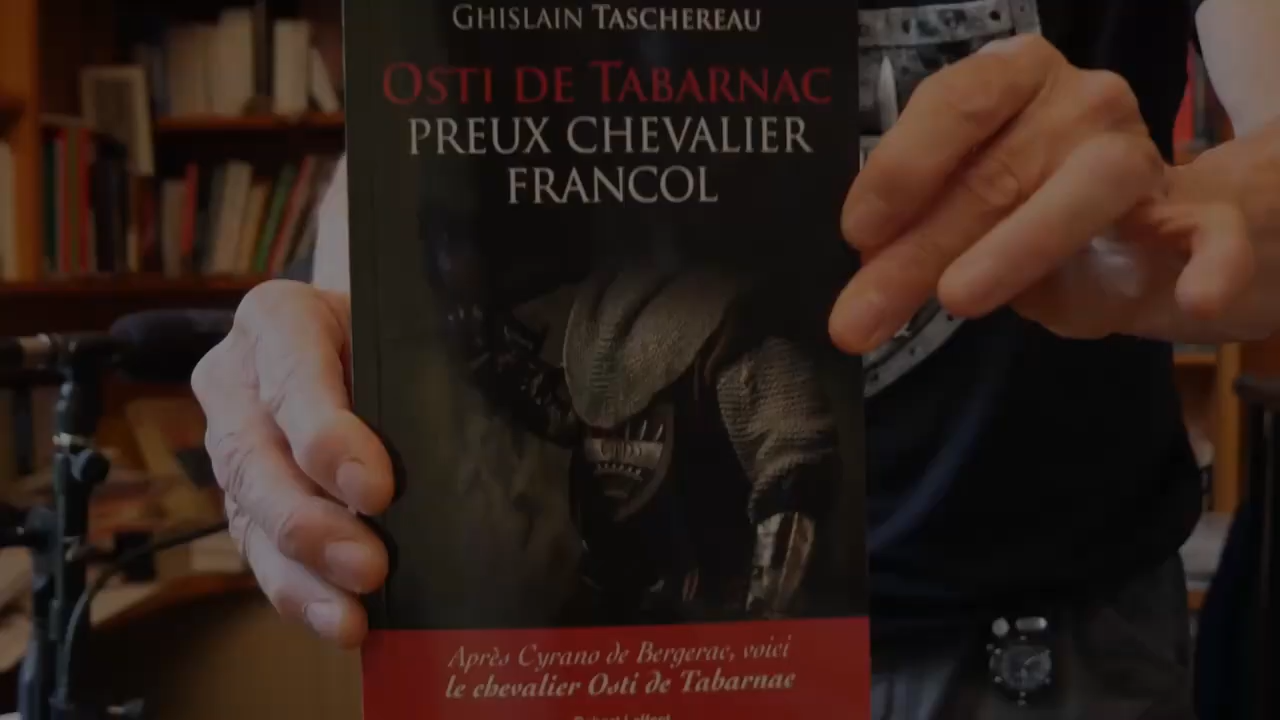 GHISLAIN TASCHEREAU
OSTI DE TABARNAC
PREUX CHEVALIER
FRANCOL
Après Cyrano de Bergerac, voici
le chevalier Osti de Tabarnac